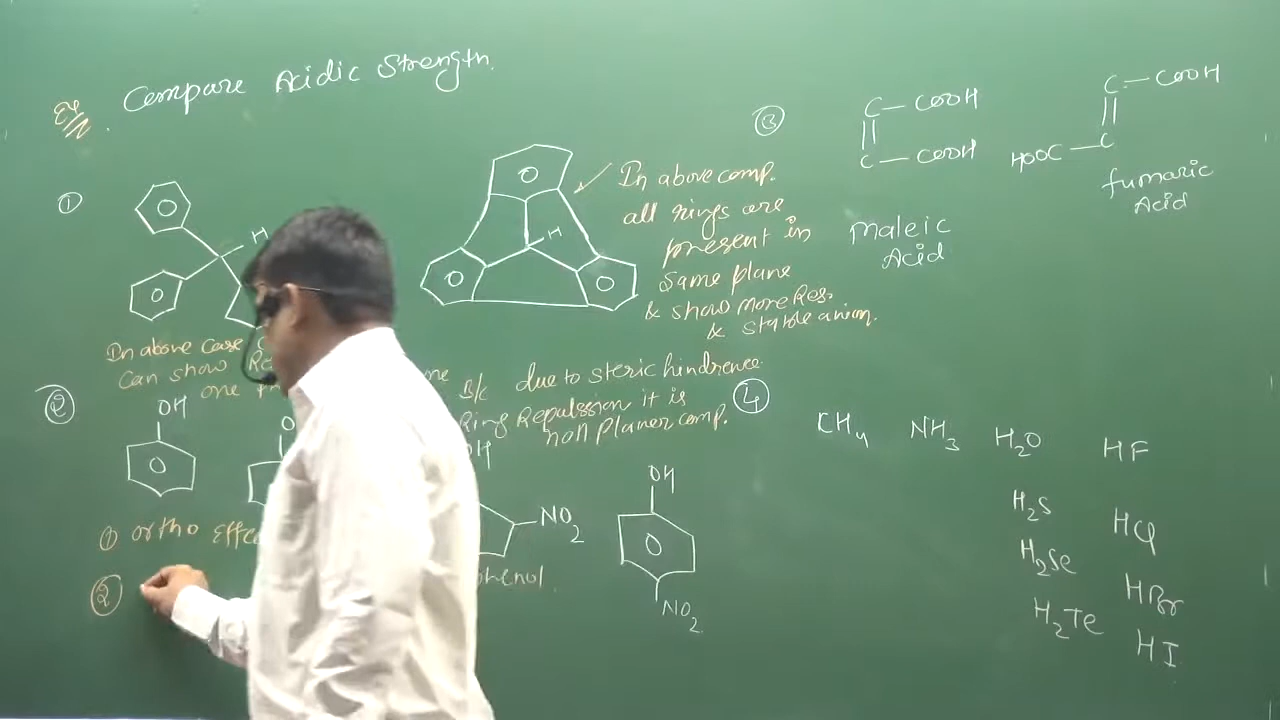 Ex/N. Compare Acidic Strength.
①
H
H
In above comp.
all rings are
present in
same plane
& show more Res.
& stable anion.
In above case
Can show Re
one
B/c due to steric hindrence
Ring Repulssion it is
non Planer comp.
②
OH
O
OH
NO2
OH
NO2
① ortho Effe
phenol
②
③
C-COOH
||
C-COOH
Maleic
Acid
C-COOH
||
HOOC-C
fumaric
Acid
④
CH4 NH3 H2O HF
H2S HCl
H2Se HBr
H2Te HI